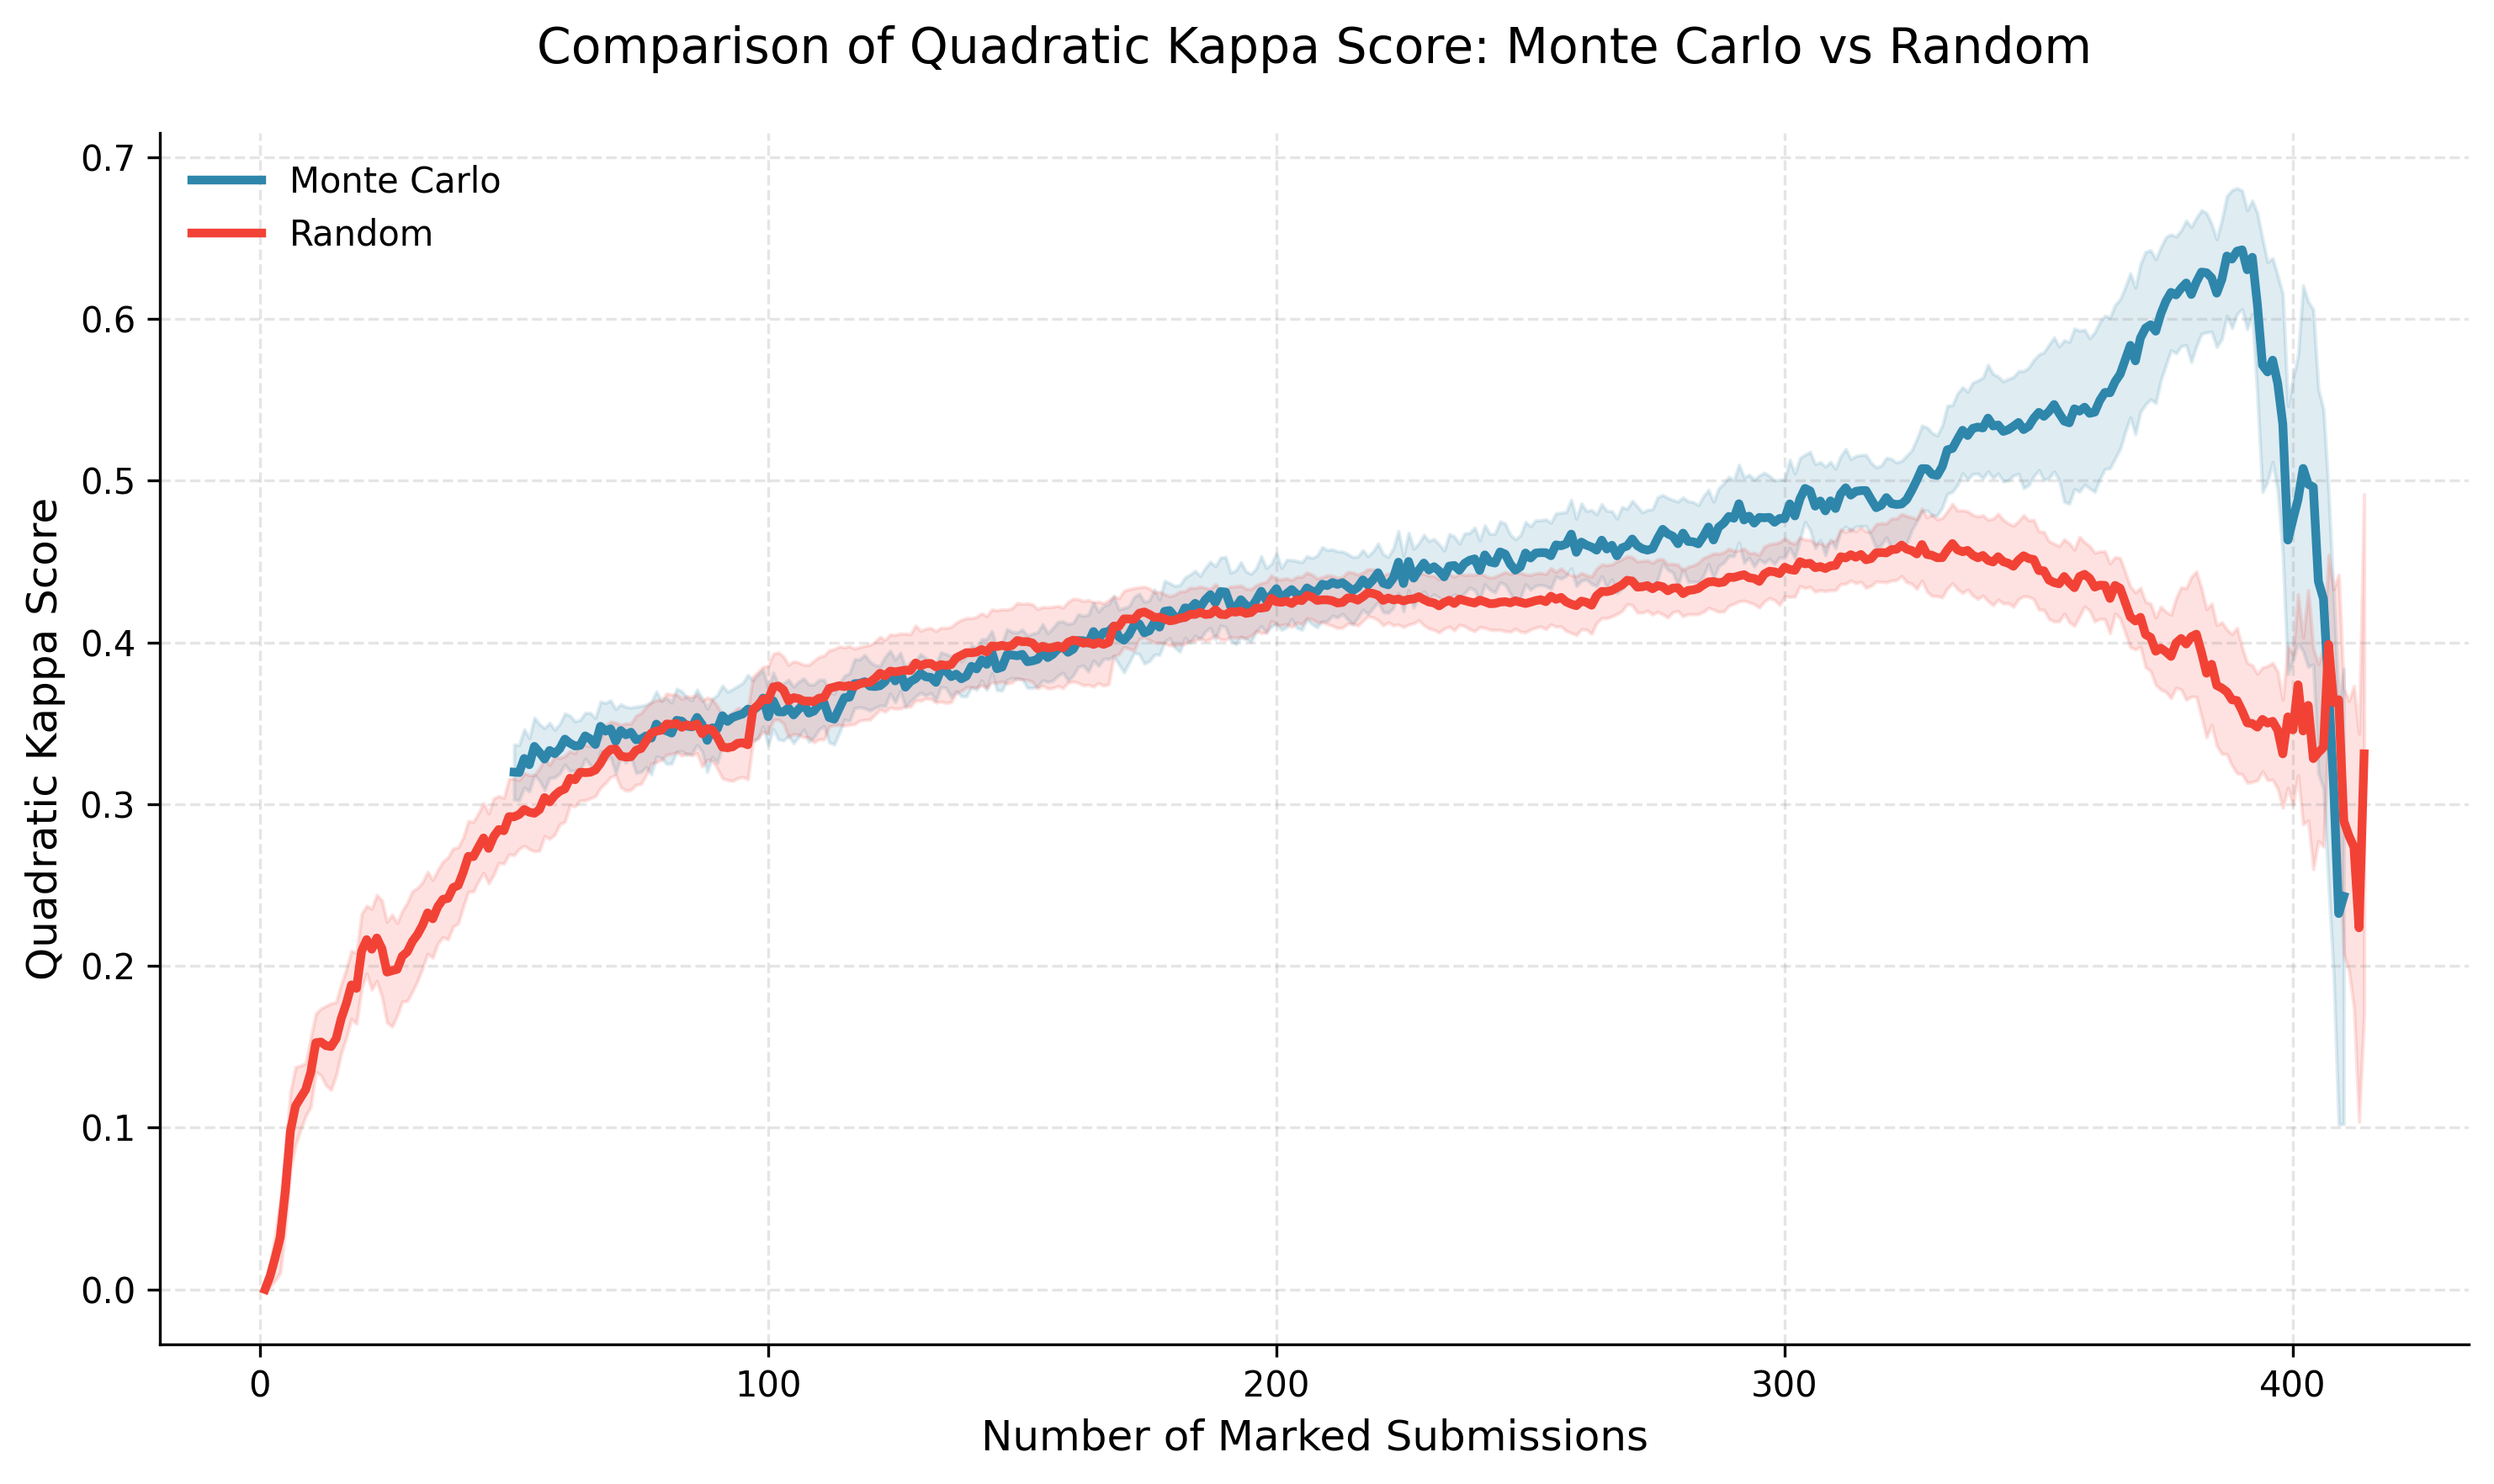 Comparison of Quadratic Kappa Score: Monte Carlo vs Random
Monte Carlo
Random
Quadratic Kappa Score
0.7
0.6
0.5
0.4
0.3
0.2
0.1
0.0
0 100 200 300 400
Number of Marked Submissions